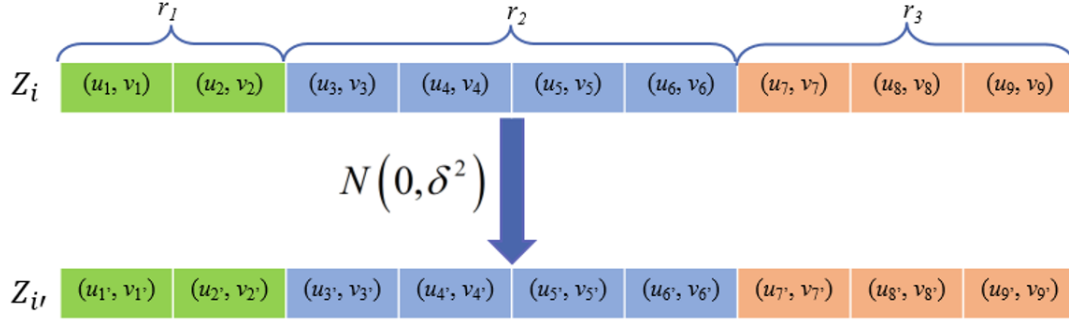 r₁ r₂ r₃
Zᵢ (u₁, v₁) (u₂, v₂) (u₃, v₃) (u₄, v₄) (u₅, v₅) (u₆, v₆) (u₇, v₇) (u₈, v₈) (u₉, v₉)
N(0,δ²)
Zᵢ′ (u₁’, v₁’) (u₂’, v₂’) (u₃’, v₃’) (u₄’, v₄’) (u₅’, v₅’) (u₆’, v₆’) (u₇’, v₇’) (u₈’, v₈’) (u₉’, v₉’)